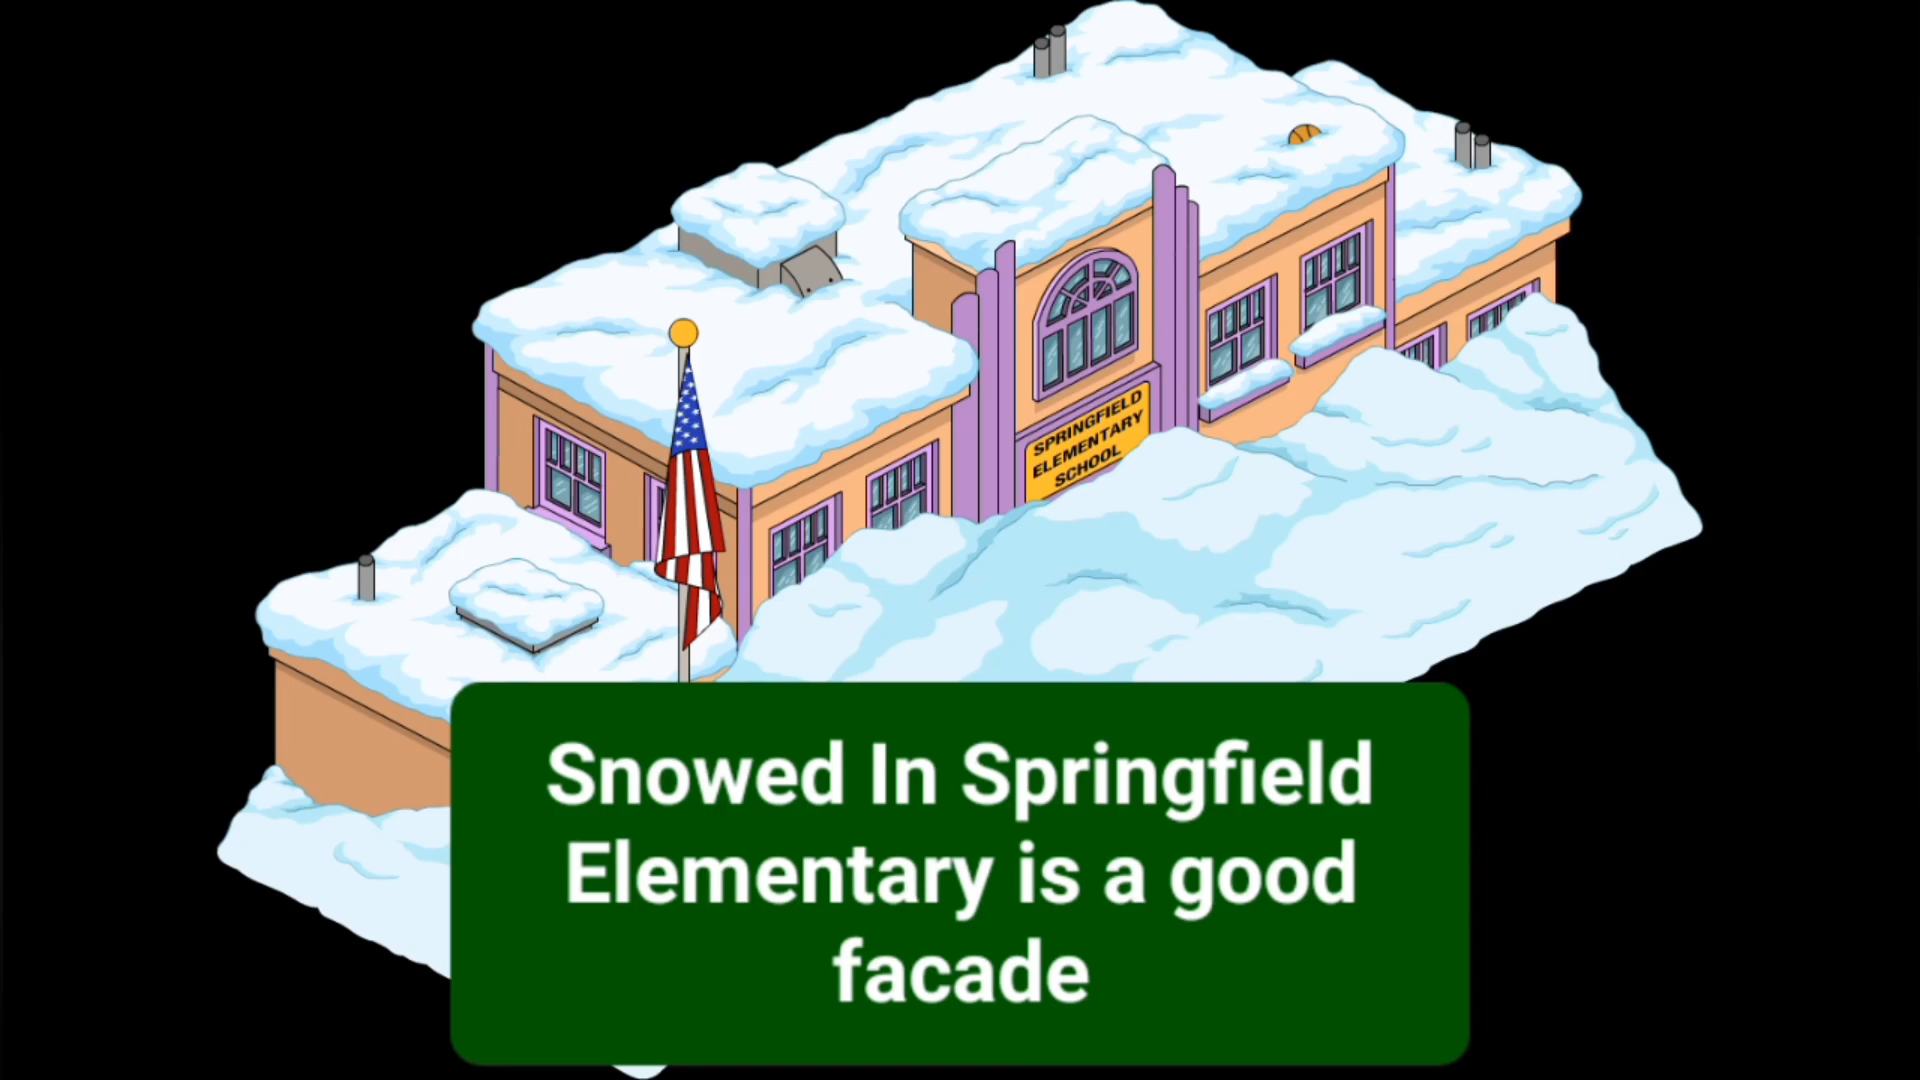 SPRINGFIELD
ELEMENTARY
SCHOOL
Snowed In Springfield
Elementary is a good
facade